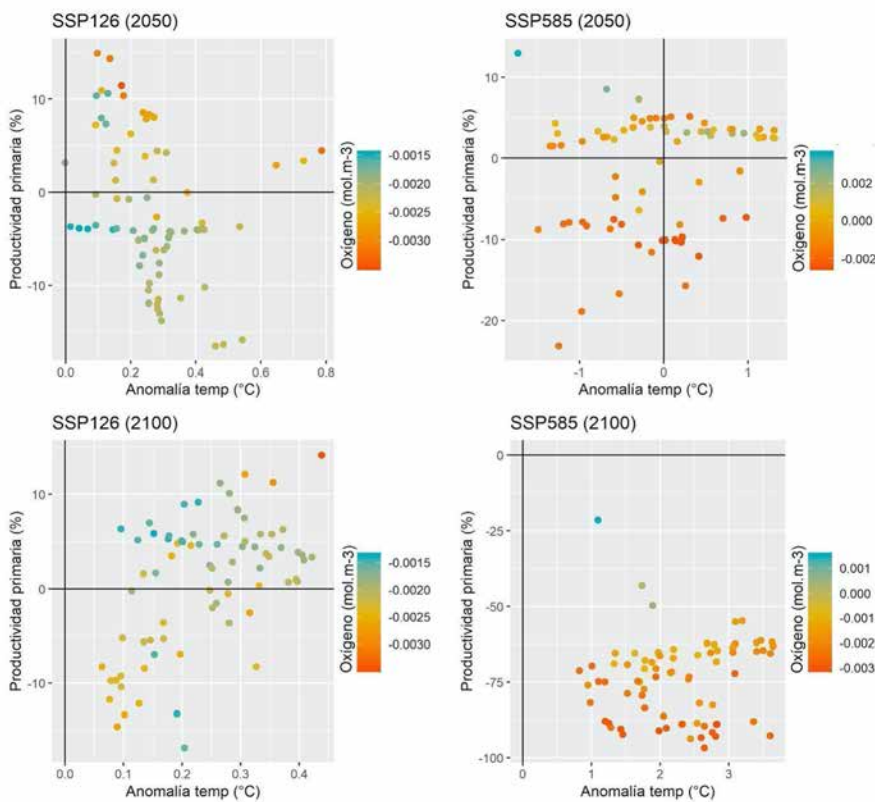 SSP126 (2050)
Productividad primaria (%)
10
0
-10
0.0 0.2 0.4 0.6 0.8
Anomalía temp (°C)
Oxígeno (mol.m-3)
-0.0015
-0.0020
-0.0025
-0.0030
SSP585 (2050)
Productividad primaria (%)
10
0
-10
-20
-1 0 1
Anomalía temp (°C)
Oxígeno (mol.m-3)
0.002
0.000
-0.002
SSP126 (2100)
Productividad primaria (%)
10
0
-10
0.0 0.1 0.2 0.3 0.4
Anomalía temp (°C)
Oxígeno (mol.m-3)
-0.0015
-0.0020
-0.0025
-0.0030
SSP585 (2100)
Productividad primaria (%)
0
-25
-50
-75
-100
0 1 2 3
Anomalía temp (°C)
Oxígeno (mol.m-3)
0.001
0.000
-0.001
-0.002
-0.003